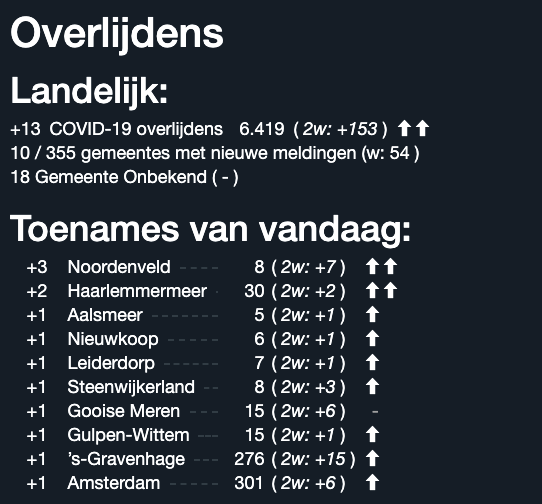 Overlijdens
Landelijk:
+13 COVID-19 overlijdens 6.419 ( 2w: +153 ) ⬆⬆
10 / 355 gemeentes met nieuwe meldingen (w: 54 )
18 Gemeente Onbekend ( - )
Toenames van vandaag:
+3 Noordenveld ---- 8 ( 2w: +7 ) ⬆⬆
+2 Haarlemmermeer - 30 ( 2w: +2 ) ⬆⬆
+1 Aalsmeer ------- 5 ( 2w: +1 ) ⬆
+1 Nieuwkoop ----- 6 ( 2w: +1 ) ⬆
+1 Leiderdorp ------ 7 ( 2w: +1 ) ⬆
+1 Steenwijkerland -- 8 ( 2w: +3 ) ⬆
+1 Gooise Meren ---- 15 ( 2w: +6 ) -
+1 Gulpen-Wittem --- 15 ( 2w: +1 ) ⬆
+1 ’s-Gravenhage --- 276 ( 2w: +15 ) ⬆
+1 Amsterdam ----- 301 ( 2w: +6 ) ⬆